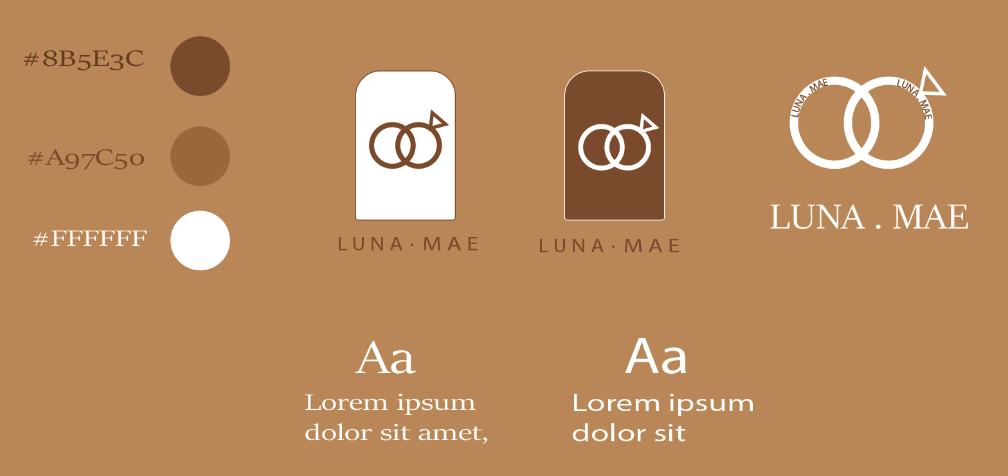 #8B5E3C
#A97C50
#FFFFFF
LUNA·MAE
LUNA·MAE
LUNA.MAE
LUNA.MAE
LUNA . MAE
Aa
Lorem ipsum
dolor sit amet,
Aa
Lorem ipsum
dolor sit